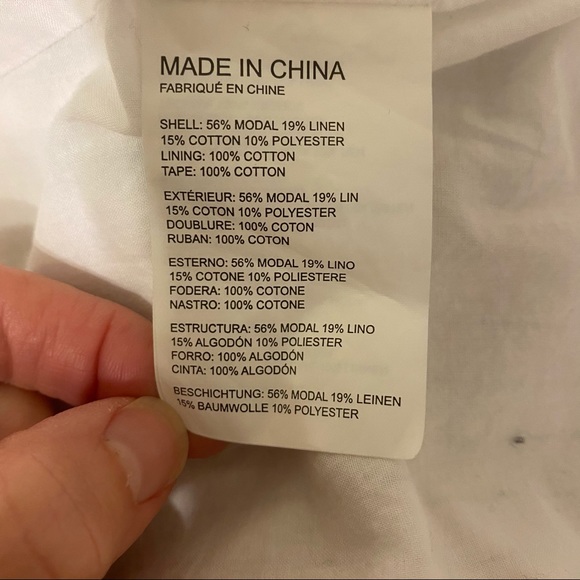 MADE IN CHINA
FABRIQUÉ EN CHINE
SHELL: 56% MODAL 19% LINEN
15% COTTON 10% POLYESTER
LINING: 100% COTTON
TAPE: 100% COTTON
EXTÉRIEUR: 56% MODAL 19% LIN
15% COTON 10% POLYESTER
DOUBLURE: 100% COTON
RUBAN: 100% COTON
ESTERNO: 56% MODAL 19% LINO
15% COTONE 10% POLIESTERE
FODERA: 100% COTONE
NASTRO: 100% COTONE
ESTRUCTURA: 56% MODAL 19% LINO
15% ALGODÓN 10% POLIESTER
FORRO: 100% ALGODÓN
CINTA: 100% ALGODÓN
BESCHICHTUNG: 56% MODAL 19% LEINEN
15% BAUMWOLLE 10% POLYESTER